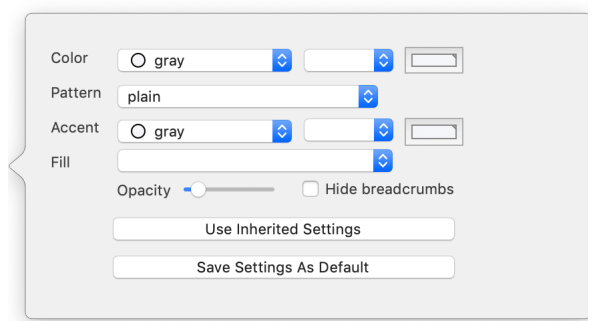 Color gray
Pattern plain
Accent gray
Fill
Opacity Hide breadcrumbs
Use Inherited Settings
Save Settings As Default